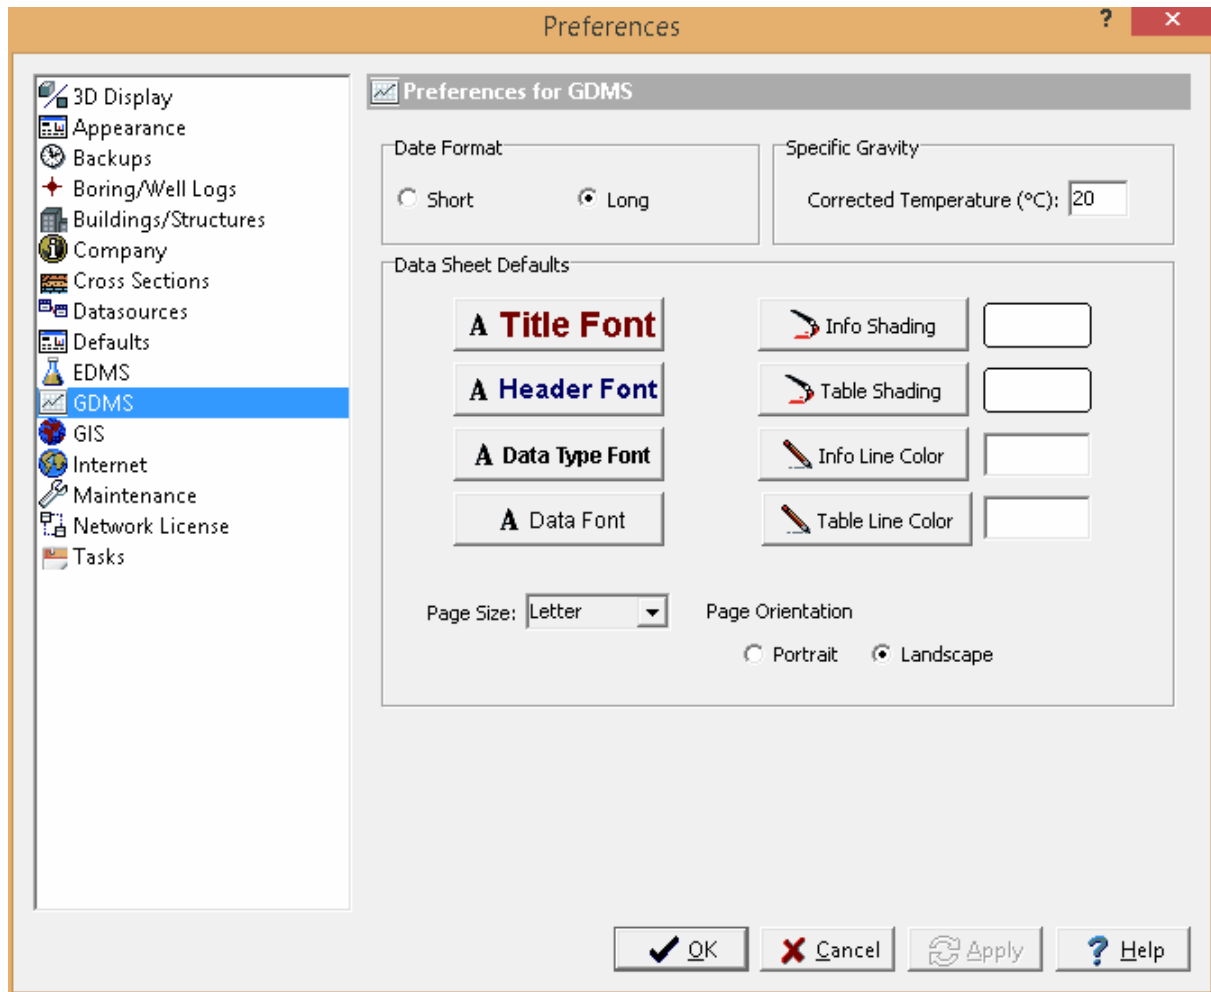 Preferences
?
3D Display
Appearance
Backups
Boring/Well Logs
Buildings/Structures
Company
Cross Sections
Datasources
Defaults
EDMS
GDMS
GIS
Internet
Maintenance
Network License
Tasks
Preferences for GDMS
Date Format
Short Long
Specific Gravity
Corrected Temperature (°C): 20
Data Sheet Defaults
A Title Font Info Shading
A Header Font Table Shading
A Data Type Font Info Line Color
A Data Font Table Line Color
Page Size: Letter Page Orientation
Portrait Landscape
OK Cancel Apply ? Help